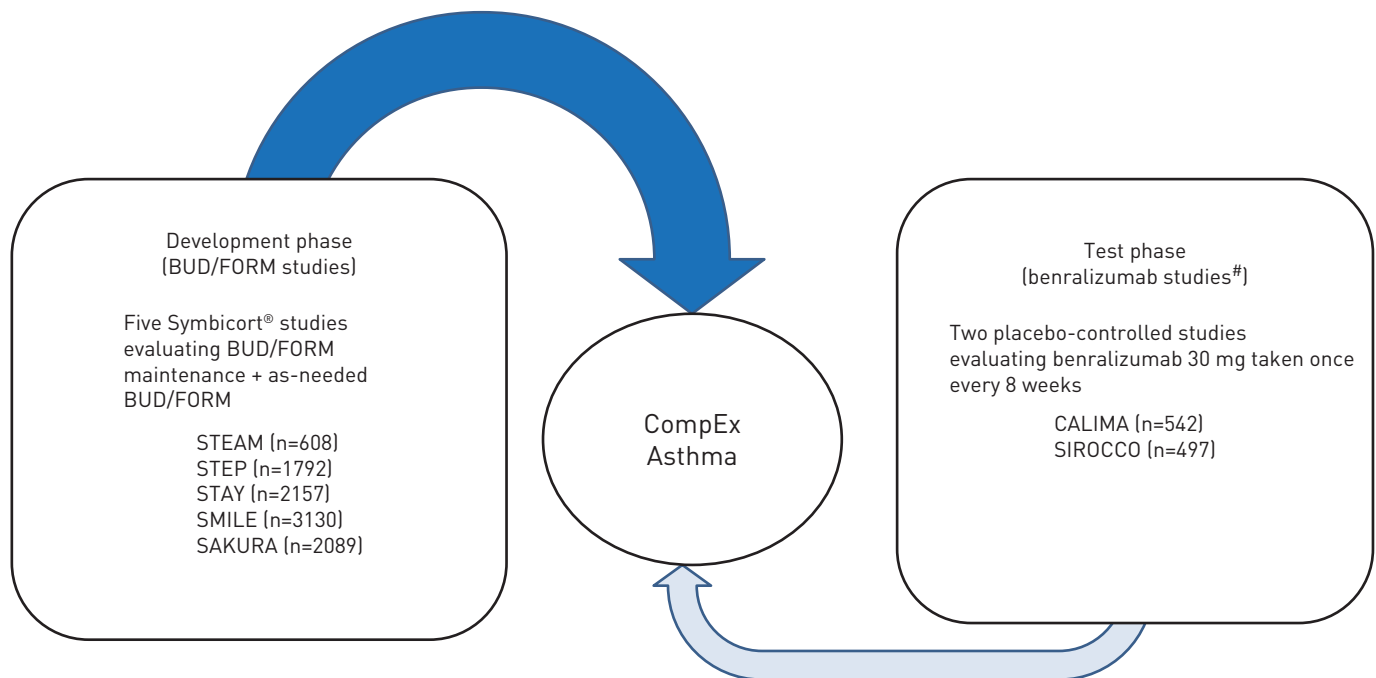 Development phase
(BUD/FORM studies)
Five Symbicort® studies
evaluating BUD/FORM
maintenance + as-needed
BUD/FORM
STEAM (n=608)
STEP (n=1792)
STAY (n=2157)
SMILE (n=3130)
SAKURA (n=2089)
CompEx
Asthma
Test phase
(benralizumab studies#)
Two placebo-controlled studies
evaluating benralizumab 30 mg taken once
every 8 weeks
CALIMA (n=542)
SIROCCO (n=497)